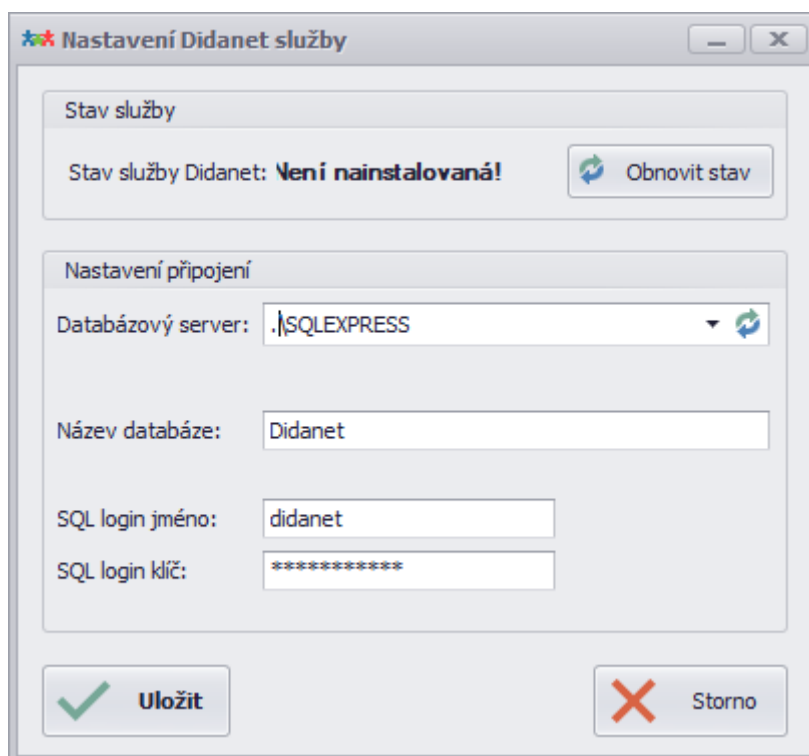 Nastavení Didanet služby
Stav služby
Stav služby Didanet: Není nainstalovaná!
Obnovit stav
Nastavení připojení
Databázový server: .\SQLEXPRESS
Název databáze: Didanet
SQL login jméno: didanet
SQL login klíč: ***********
Uložit
Storno